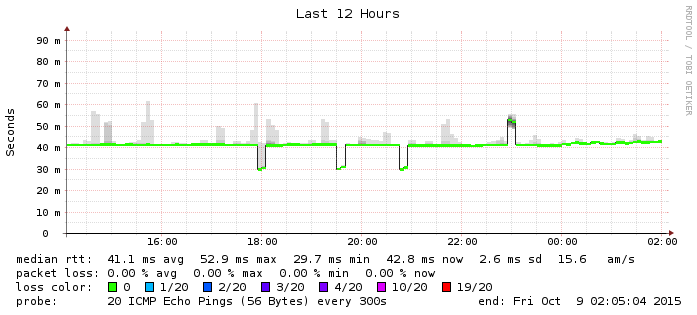 Last 12 Hours
RRDTOOL / TOBI OETIKER
Seconds
90 m
80 m
70 m
60 m
50 m
40 m
30 m
20 m
10 m
0
16:00 18:00 20:00 22:00 00:00 02:00
median rtt: 41.1 ms avg 52.9 ms max 29.7 ms min 42.8 ms now 2.6 ms sd 15.6 am/s
packet loss: 0.00 % avg 0.00 % max 0.00 % min 0.00 % now
loss color: 0 1/20 2/20 3/20 4/20 10/20 19/20
probe: 20 ICMP Echo Pings (56 Bytes) every 300s end: Fri Oct 9 02:05:04 2015